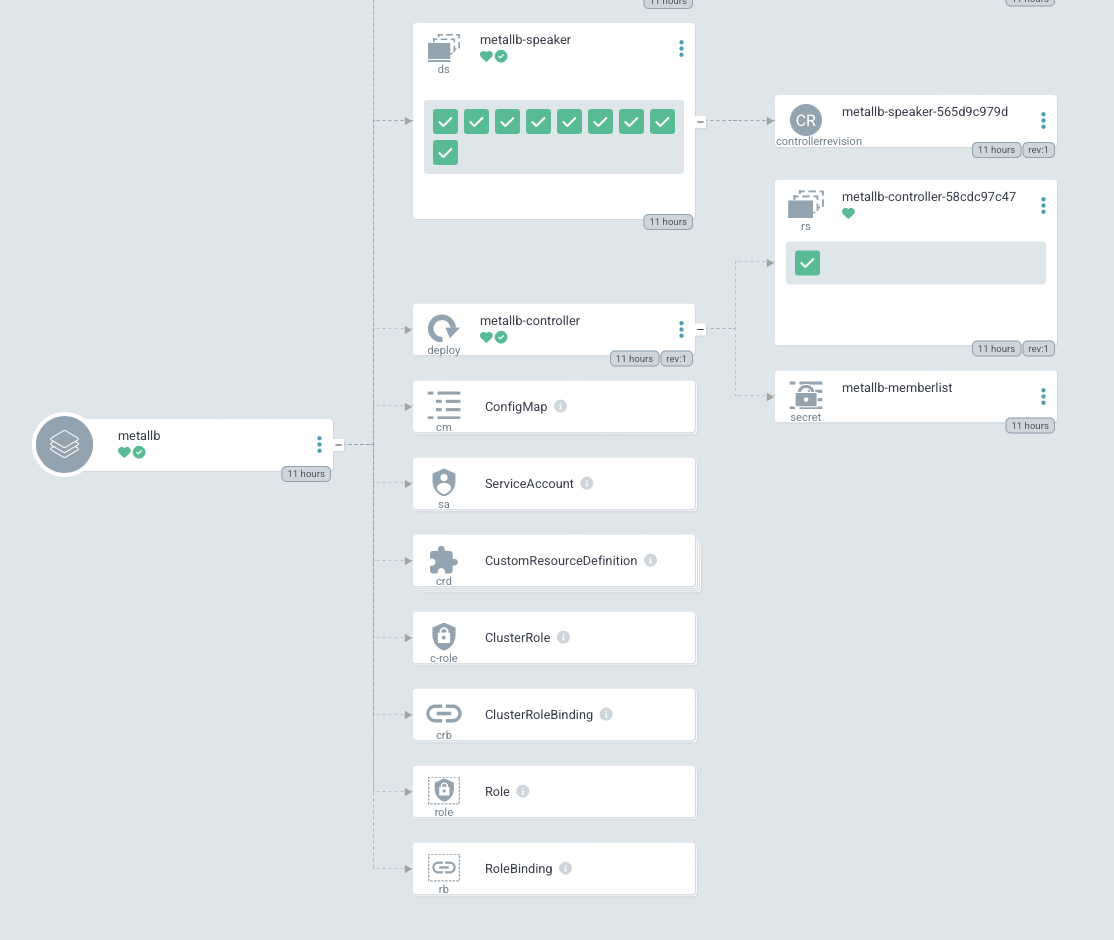 11 hours
11 hours
metallb-speaker
ds
11 hours
metallb-speaker-565d9c979d
CR
controllerrevision
11 hours
rev:1
metallb-controller-58cdc97c47
rs
11 hours
rev:1
metallb-controller
deploy
11 hours
rev:1
metallb-memberlist
secret
11 hours
metallb
11 hours
ConfigMap
cm
ServiceAccount
sa
CustomResourceDefinition
crd
ClusterRole
c-role
ClusterRoleBinding
crb
Role
role
RoleBinding
rb